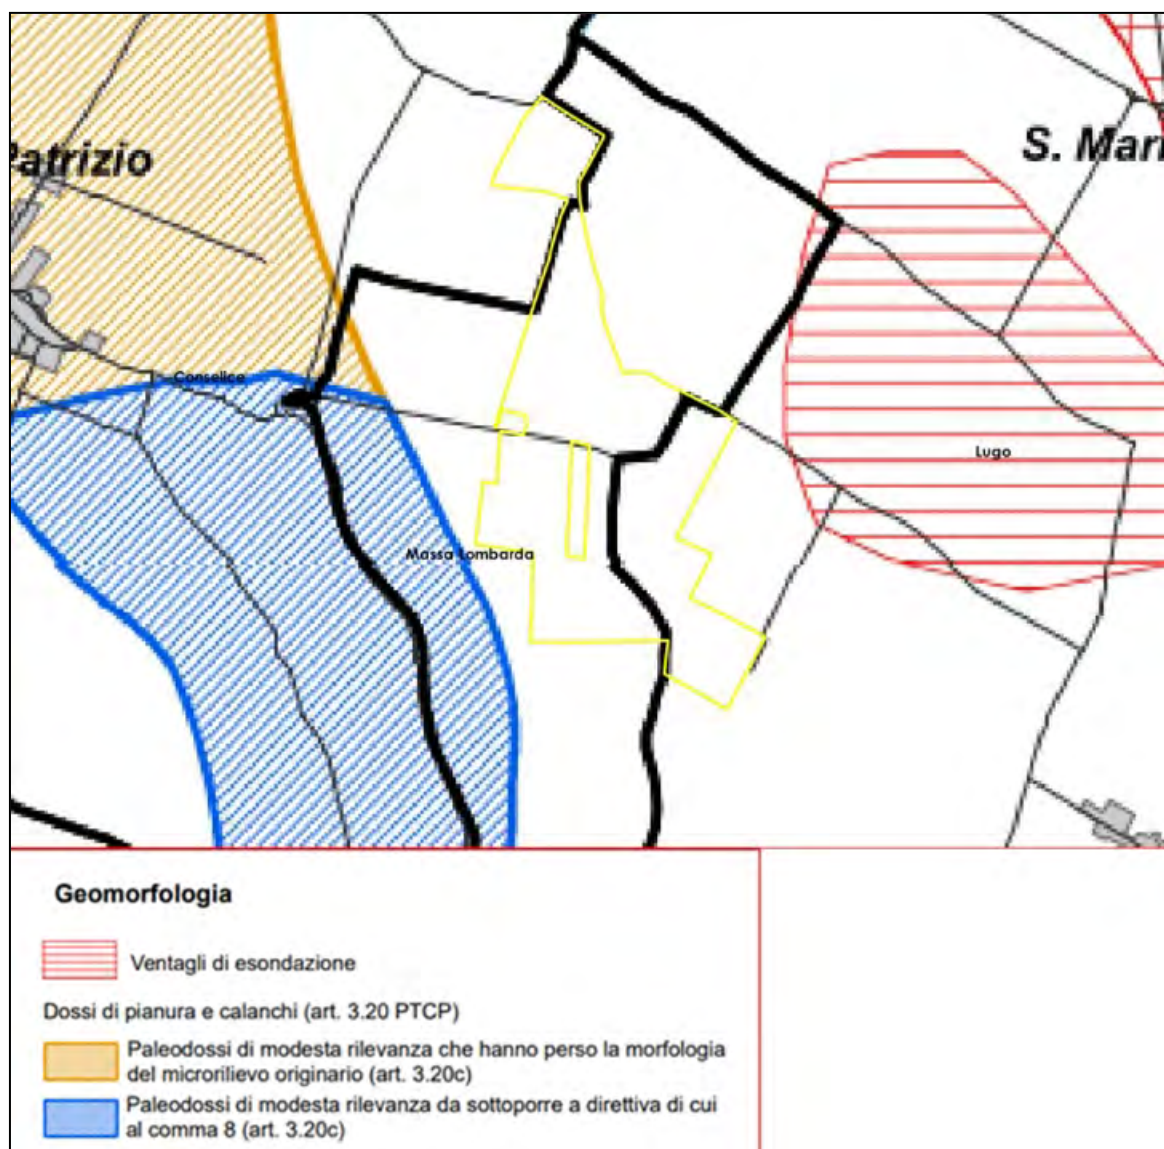 Patrizio
S. Mari
Conselice
Lugo
Massa Lombarda
Geomorfologia
Ventagli di esondazione
Dossi di pianura e calanchi (art. 3.20 PTCP)
Paleodossi di modesta rilevanza che hanno perso la morfologia
del microrilievo originario (art. 3.20c)
Paleodossi di modesta rilevanza da sottoporre a direttiva di cui
al comma 8 (art. 3.20c)